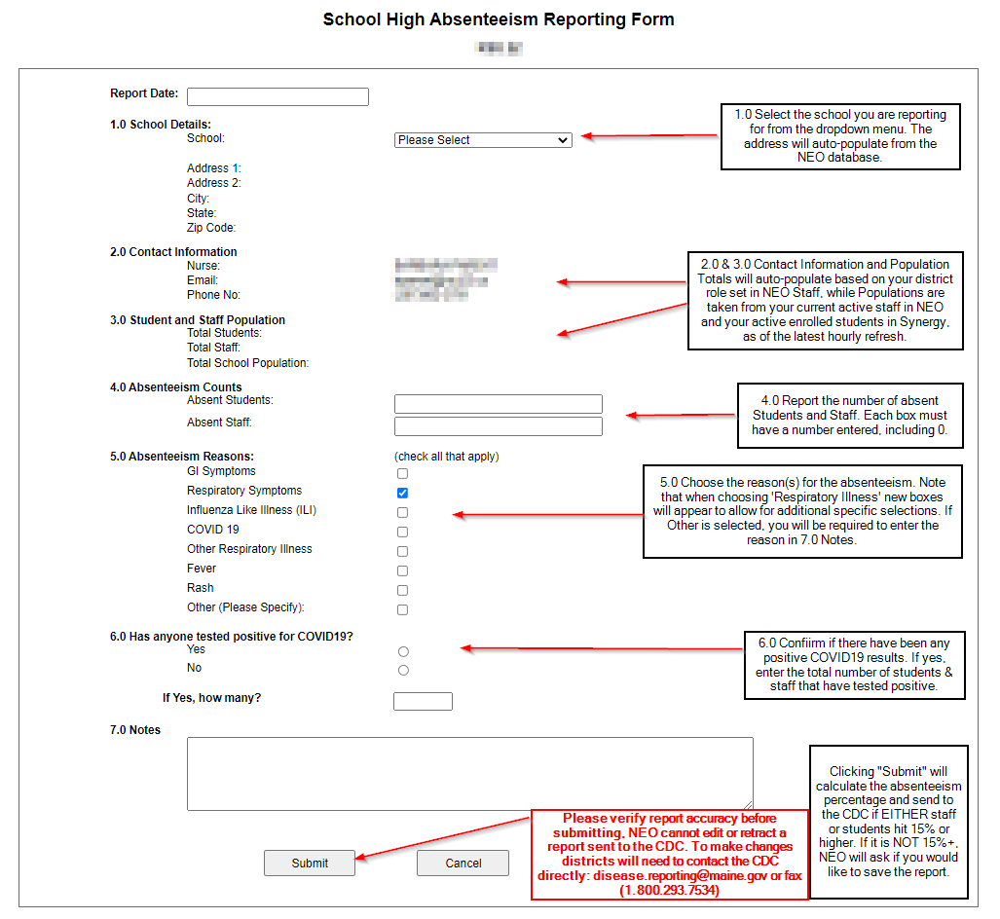 School High Absenteeism Reporting Form
Report Date:
1.0 School Details:
School:
Please Select
1.0 Select the school you are reporting
for from the dropdown menu. The
address will auto-populate from the
NEO database.
Address 1:
Address 2:
City:
State:
Zip Code:
2.0 Contact Information
Nurse:
Email:
Phone No:
2.0 & 3.0 Contact Information and Population
Totals will auto-populate based on your district
role set in NEO Staff, while Populations are
taken from your current active staff in NEO
and your active enrolled students in Synergy,
as of the latest hourly refresh.
3.0 Student and Staff Population
Total Students:
Total Staff:
Total School Population:
4.0 Absenteeism Counts
Absent Students:
Absent Staff:
4.0 Report the number of absent
Students and Staff. Each box must
have a number entered, including 0.
5.0 Absenteeism Reasons:
(check all that apply)
GI Symptoms
Respiratory Symptoms
Influenza Like Illness (ILI)
COVID 19
Other Respiratory Illness
Fever
Rash
Other (Please Specify):
5.0 Choose the reason(s) for the absenteeism. Note
that when choosing 'Respiratory Illness' new boxes
will appear to allow for additional specific selections. If
Other is selected, you will be required to enter the
reason in 7.0 Notes.
6.0 Has anyone tested positive for COVID19?
Yes
No
If Yes, how many?
6.0 Confiirm if there have been any
positive COVID19 results. If yes,
enter the total number of students &
staff that have tested positive.
7.0 Notes
Clicking "Submit" will
calculate the absenteeism
percentage and send to
the CDC if EITHER staff
or students hit 15% or
higher. If it is NOT 15%+,
NEO will ask if you would
like to save the report.
Please verify report accuracy before
submitting, NEO cannot edit or retract a
report sent to the CDC. To make changes
districts will need to contact the CDC
directly: disease.reporting@maine.gov or fax
(1.800.293.7534)
Submit
Cancel